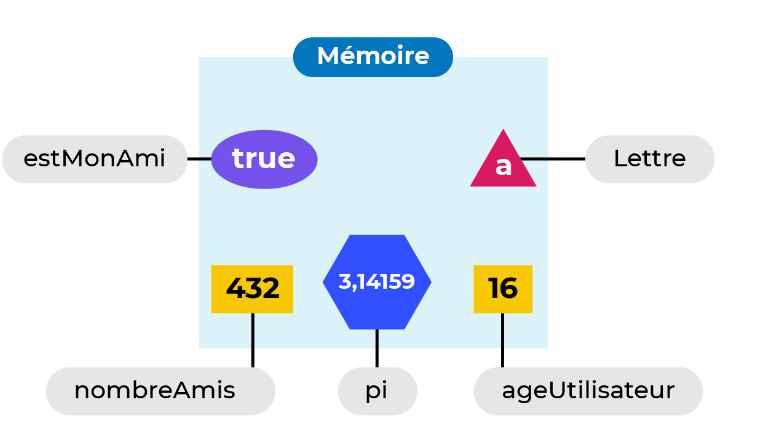 Mémoire
estMonAmi
true
a
Lettre
432
3,14159
16
nombreAmis
pi
ageUtilisateur